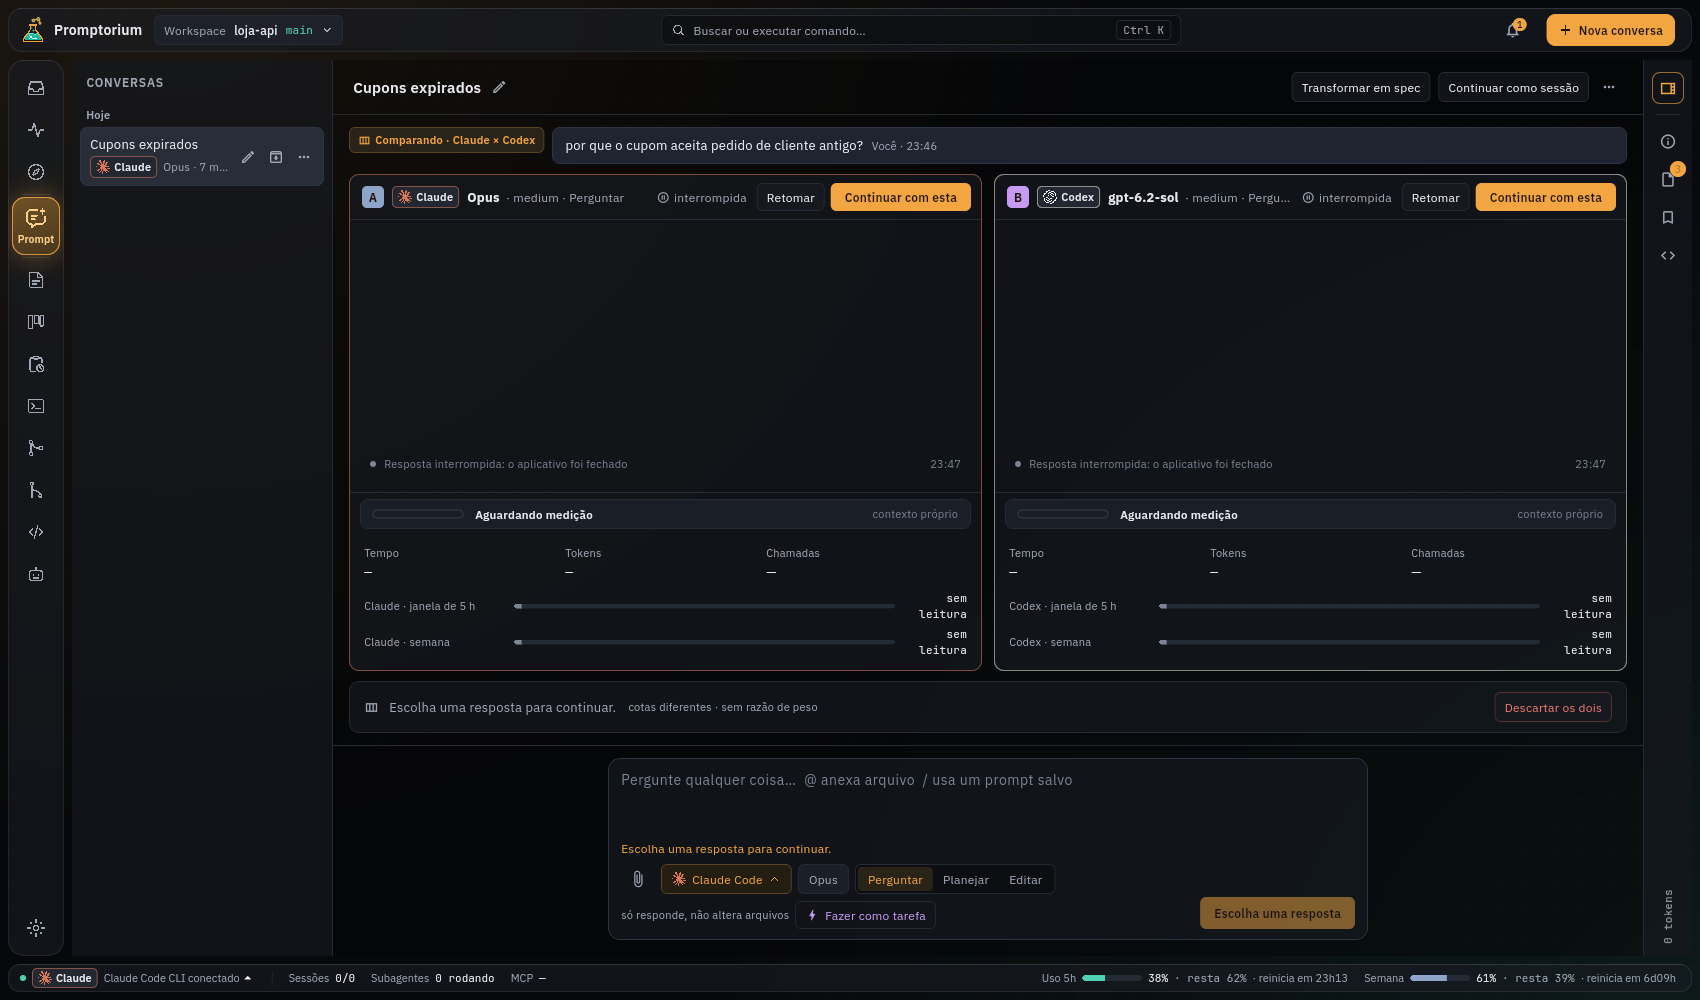 Promptorium
Workspace loja-api main
Buscar ou executar comando...
Ctrl K
1
+ Nova conversa
CONVERSAS
Hoje
Cupons expirados
Claude Opus · 7 m...
Prompt
Cupons expirados
Transformar em spec
Continuar como sessão
Comparando · Claude × Codex
por que o cupom aceita pedido de cliente antigo? Você · 23:46
A Claude Opus · medium · Perguntar
interrompida
Retomar
Continuar com esta
Resposta interrompida: o aplicativo foi fechado 23:47
Aguardando medição contexto próprio
Tempo Tokens Chamadas
— — —
Claude · janela de 5 h sem leitura
Claude · semana sem leitura
B Codex gpt-6.2-sol · medium · Pergu...
interrompida
Retomar
Continuar com esta
Resposta interrompida: o aplicativo foi fechado 23:47
Aguardando medição contexto próprio
Tempo Tokens Chamadas
— — —
Codex · janela de 5 h sem leitura
Codex · semana sem leitura
Escolha uma resposta para continuar. cotas diferentes · sem razão de peso
Descartar os dois
Pergunte qualquer coisa... @ anexa arquivo / usa um prompt salvo
Escolha uma resposta para continuar.
Claude Code Opus Perguntar Planejar Editar
só responde, não altera arquivos Fazer como tarefa
Escolha uma resposta
3
0 tokens
Claude Claude Code CLI conectado Sessões 0/0 Subagentes 0 rodando MCP —
Uso 5h 38% · resta 62% · reinicia em 23h13 Semana 61% · resta 39% · reinicia em 6d09h